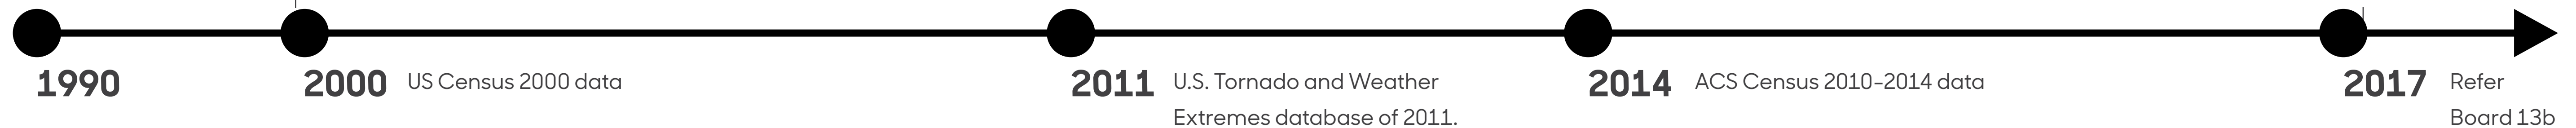 1990
2000 US Census 2000 data
2011 U.S. Tornado and Weather
Extremes database of 2011.
2014 ACS Census 2010-2014 data
2017 Refer
Board 13b